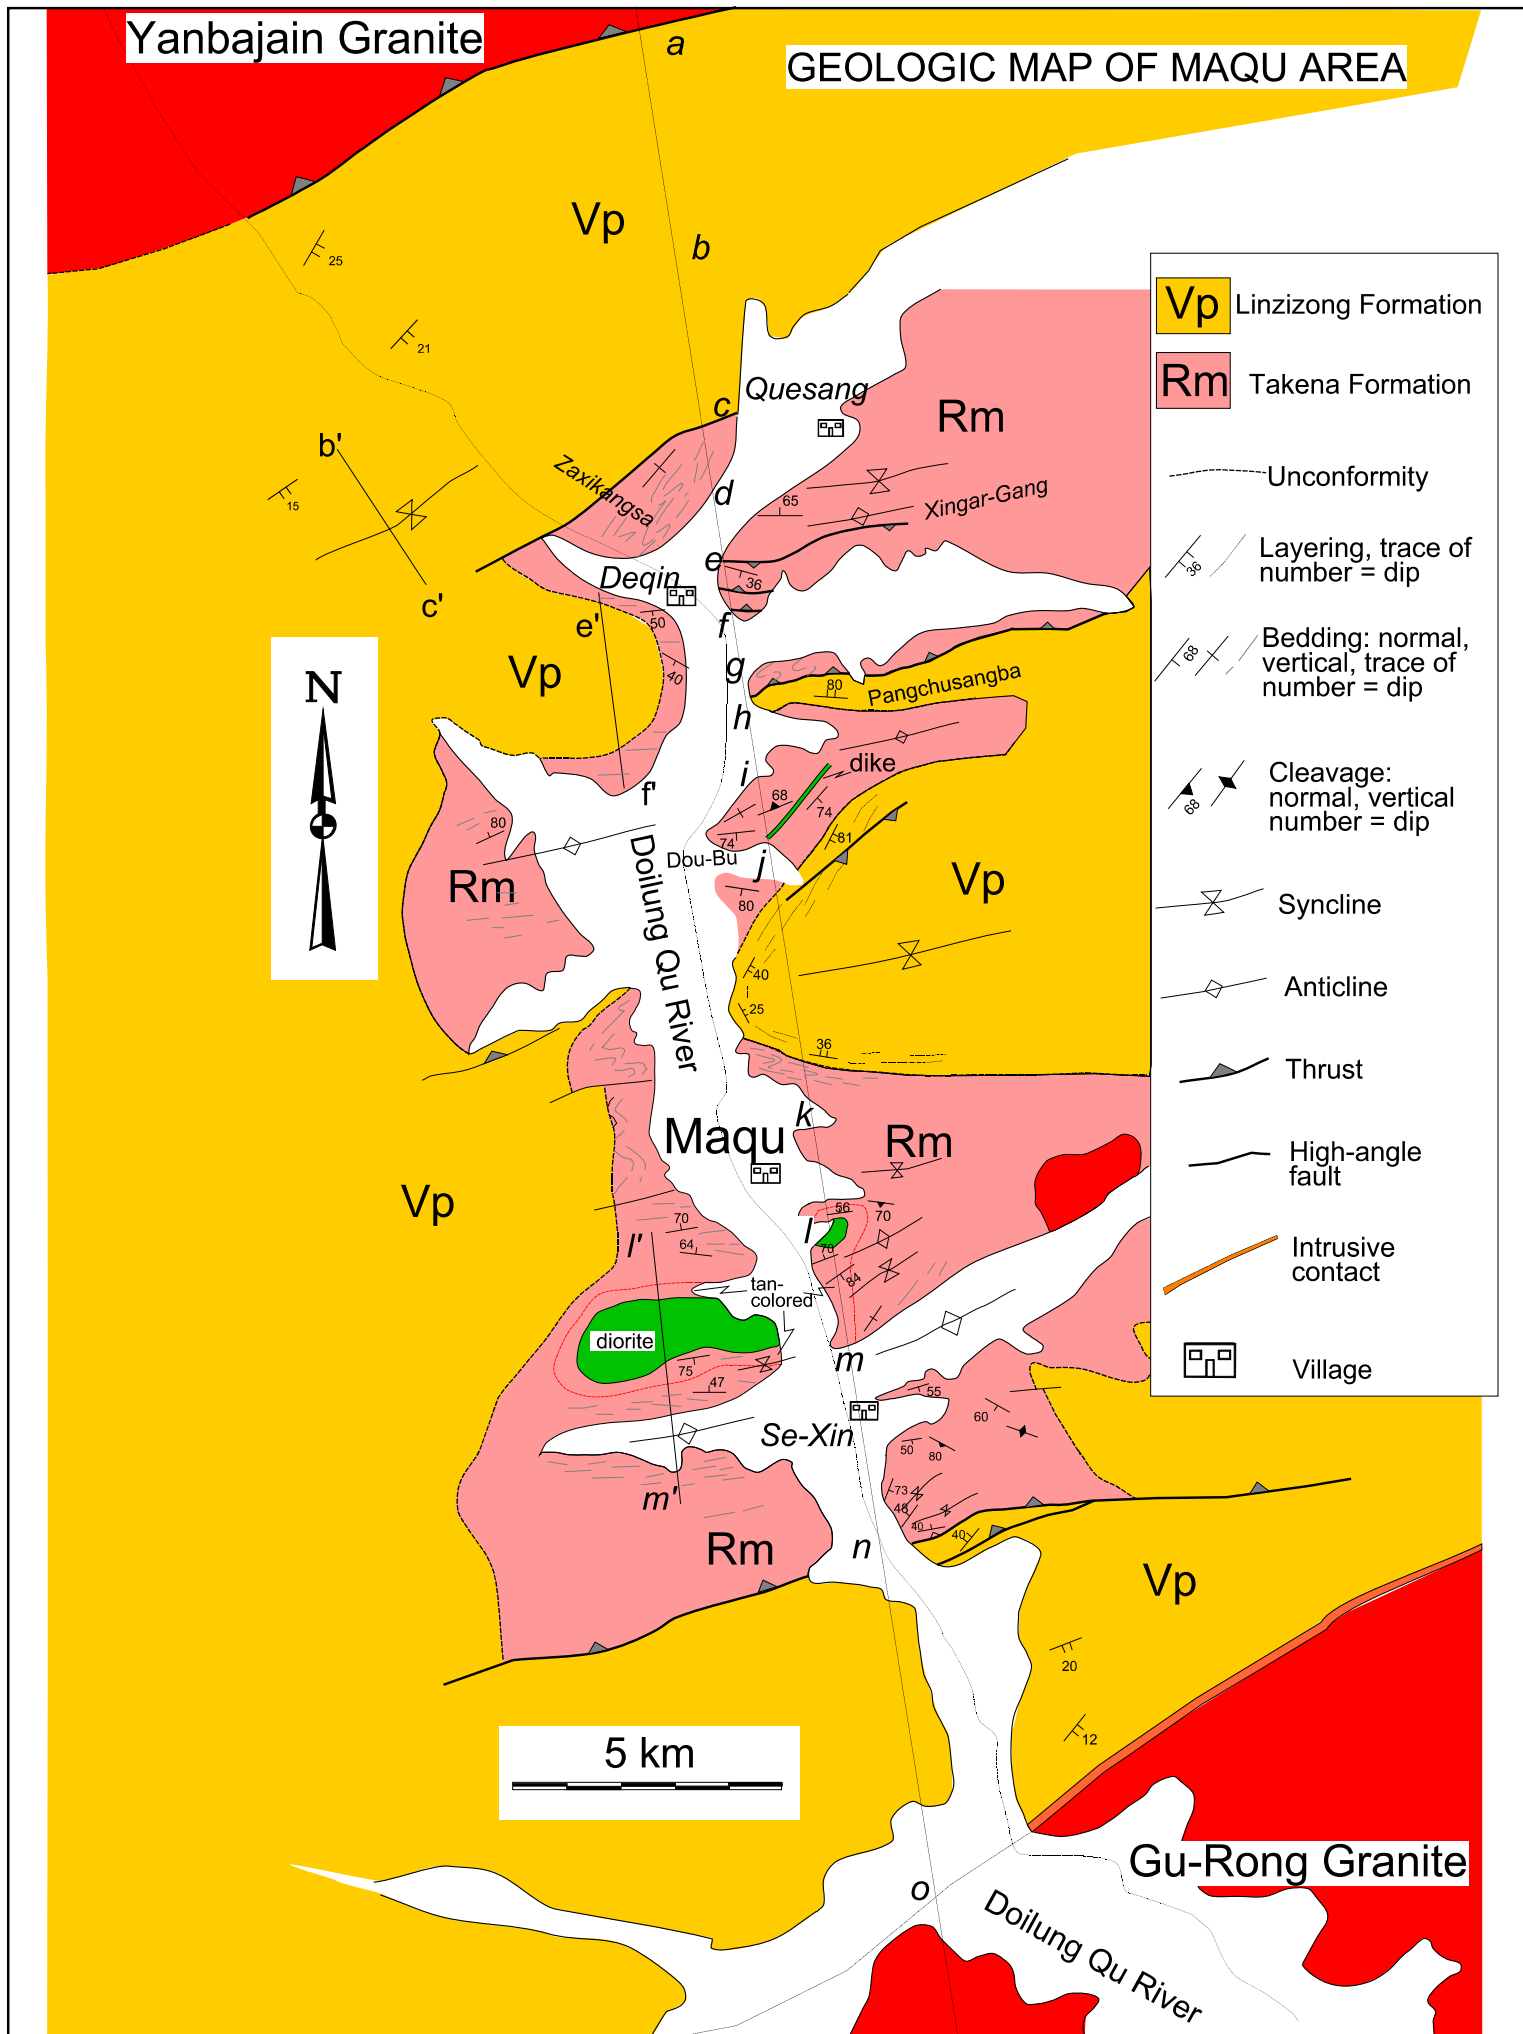 Yanbajain Granite
a
GEOLOGIC MAP OF MAQU AREA
Vp
b
25
21
Vp Linzizong Formation
Rm Takena Formation
Quesang
c
Rm
b'
Zaxikangsa
15
d
65
Xingar-Gang
Unconformity
e
Deqin
36
36
Layering, trace of
number = dip
c'
e'
50
f
g
Vp
40
80
Pangchusangba
68
Bedding: normal,
vertical, trace of
number = dip
N
h
i
dike
f'
68
74
80
74
81
Dou-Bu
j
68
Cleavage:
normal, vertical
number = dip
Rm
Doilung Qu River
80
Vp
Syncline
40
25
Anticline
36
Thrust
k
Maqu
Rm
High-angle
fault
Vp
56
70
l
70
l'
64
70
84
Intrusive
contact
tan-
colored
diorite
m
75
47
Village
55
60
Se-Xin
50
80
m'
73
48
40
40
Rm
n
Vp
20
12
5 km
Gu-Rong Granite
o
Doilung Qu River